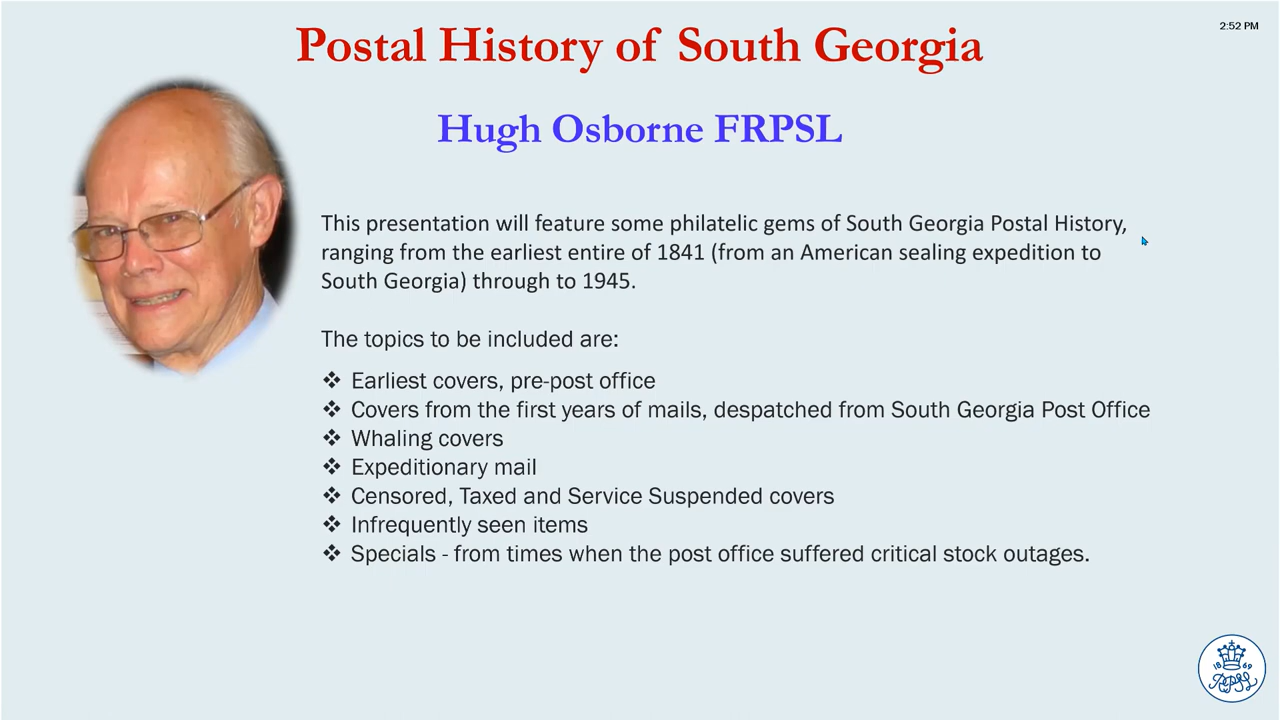 2:52 PM
Postal History of South Georgia
Hugh Osborne FRPSL
This presentation will feature some philatelic gems of South Georgia Postal History,
ranging from the earliest entire of 1841 (from an American sealing expedition to
South Georgia) through to 1945.
The topics to be included are:
❖ Earliest covers, pre-post office
❖ Covers from the first years of mails, despatched from South Georgia Post Office
❖ Whaling covers
❖ Expeditionary mail
❖ Censored, Taxed and Service Suspended covers
❖ Infrequently seen items
❖ Specials - from times when the post office suffered critical stock outages.
18 69
RPSL